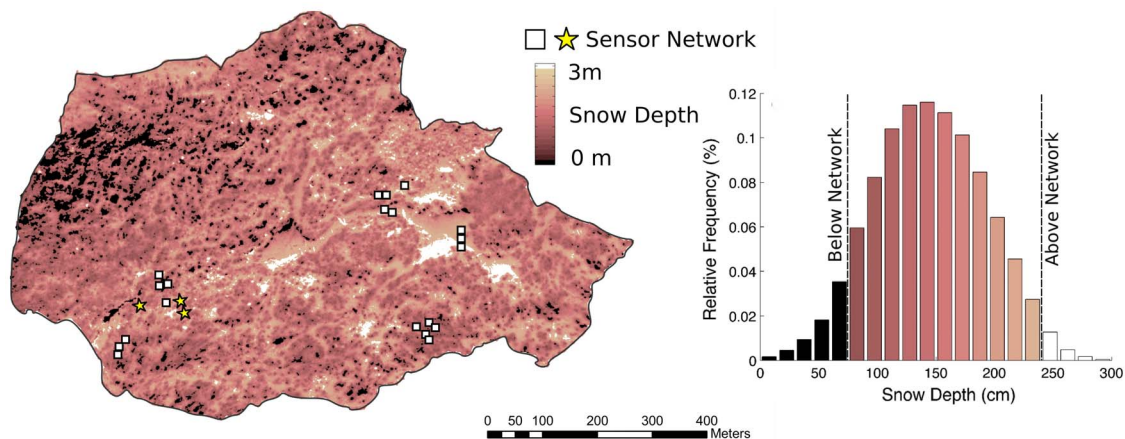 Sensor Network
3m
Snow Depth
0 m
0 50 100 200 300 400
Meters
Relative Frequency (%)
0.12
0.1
0.08
0.06
0.04
0.02
0
Below Network
Above Network
0 50 100 150 200 250 300
Snow Depth (cm)